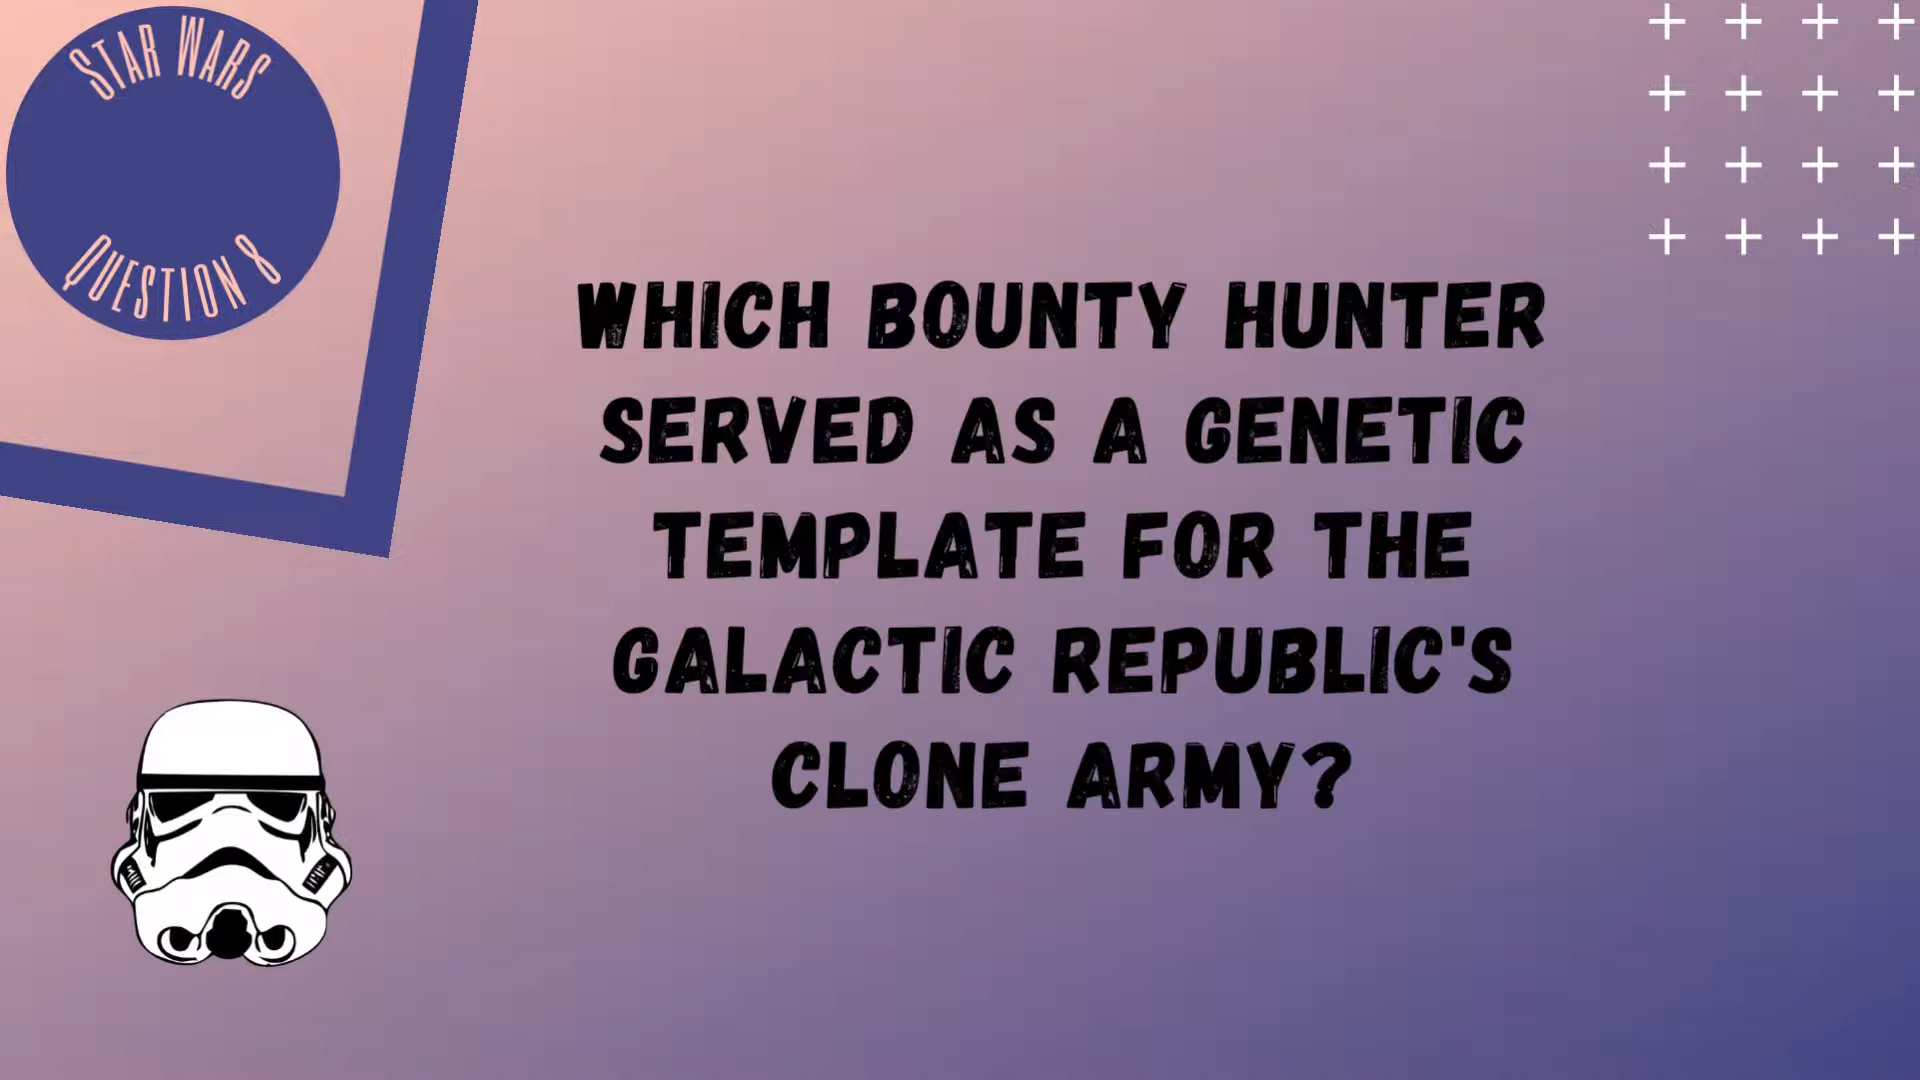 Star Wars
Question 8
WHICH BOUNTY HUNTER
SERVED AS A GENETIC
TEMPLATE FOR THE
GALACTIC REPUBLIC'S
CLONE ARMY?